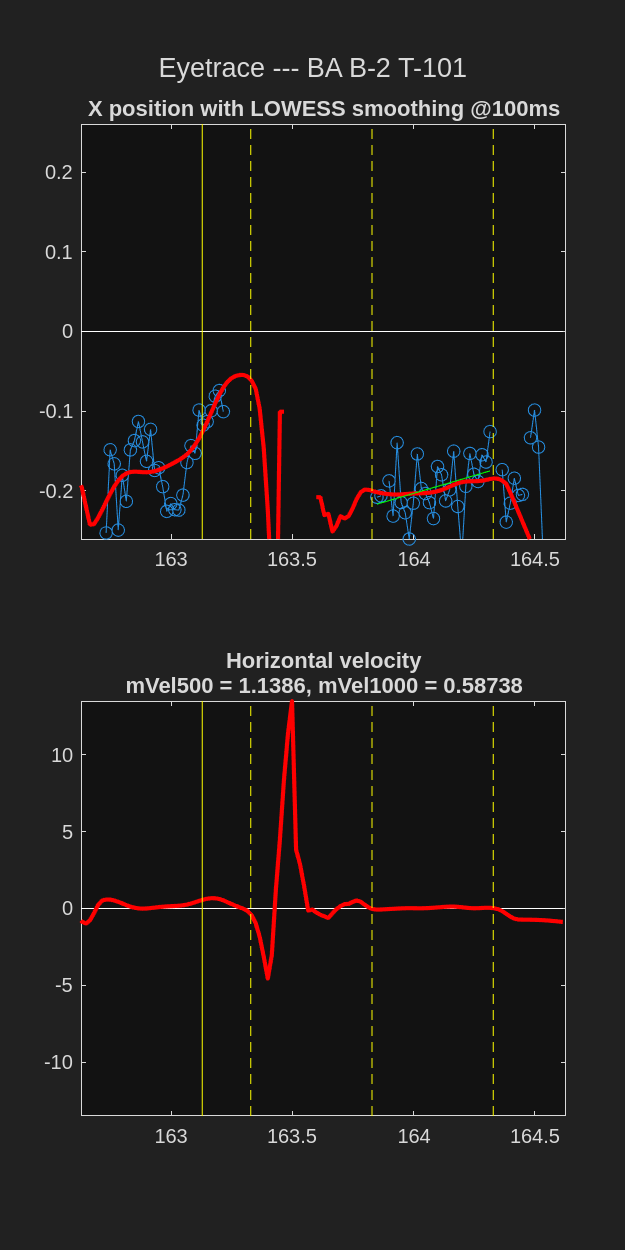 Eyetrace --- BA B-2 T-101
X position with LOWESS smoothing @100ms
0.2
0.1
0
-0.1
-0.2
163 163.5 164 164.5
Horizontal velocity
mVel500 = 1.1386, mVel1000 = 0.58738
10
5
0
-5
-10
163 163.5 164 164.5